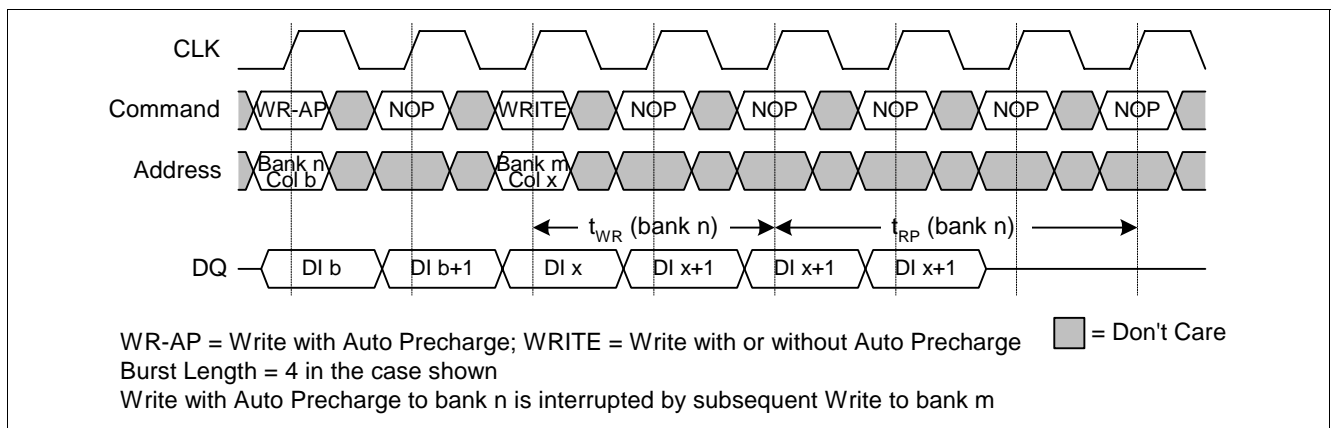 CLK
Command WR-AP NOP WRITE NOP NOP NOP NOP NOP
Address Bank n Col b Bank m Col x
tWR (bank n) tRP (bank n)
DQ DI b DI b+1 DI x DI x+1 DI x+1 DI x+1
WR-AP = Write with Auto Precharge; WRITE = Write with or without Auto Precharge = Don't Care
Burst Length = 4 in the case shown
Write with Auto Precharge to bank n is interrupted by subsequent Write to bank m